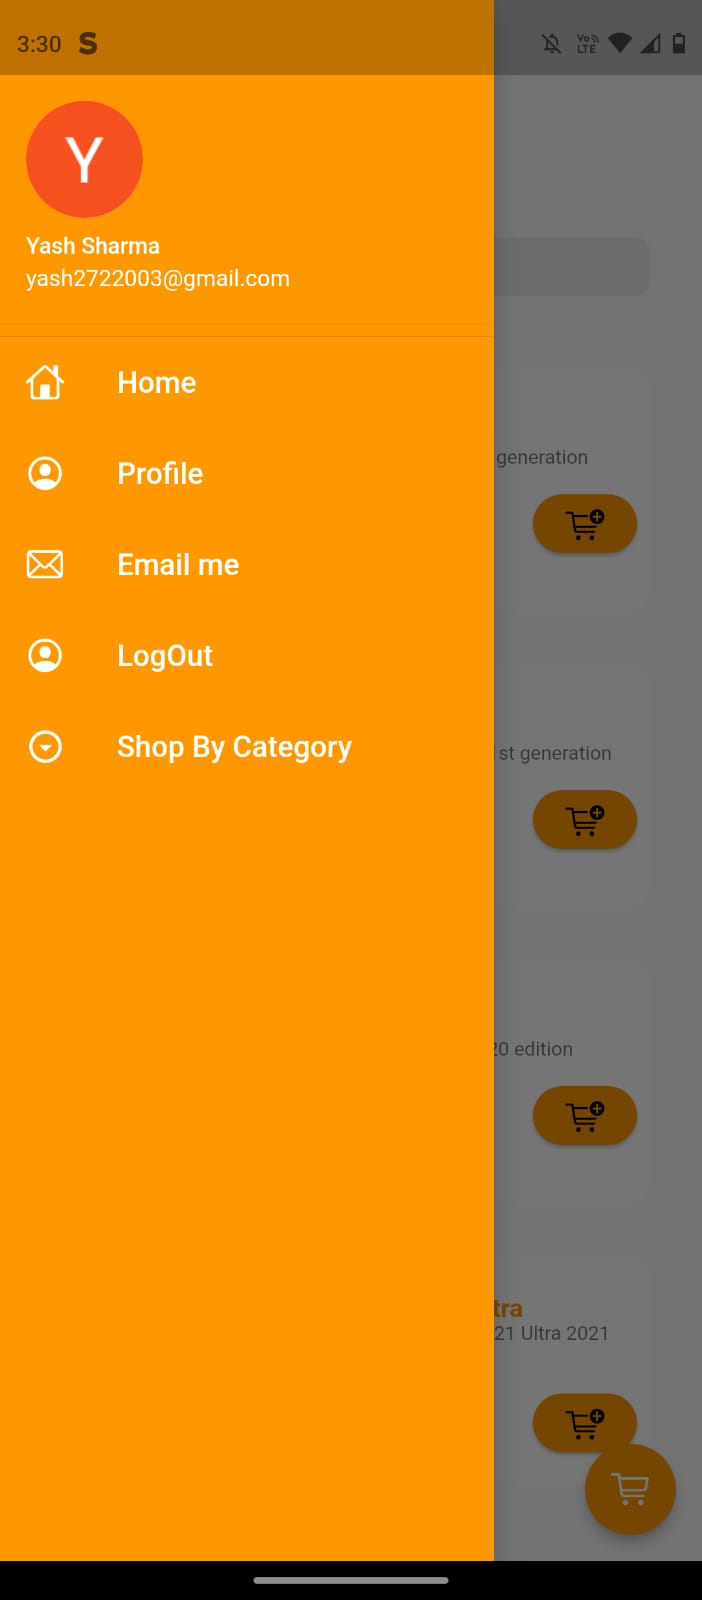 3:30 S
Vo LTE
Y
Yash Sharma
yash2722003@gmail.com
Home
generation
Profile
Email me
LogOut
Shop By Category
st generation
20 edition
tra
21 Ultra 2021